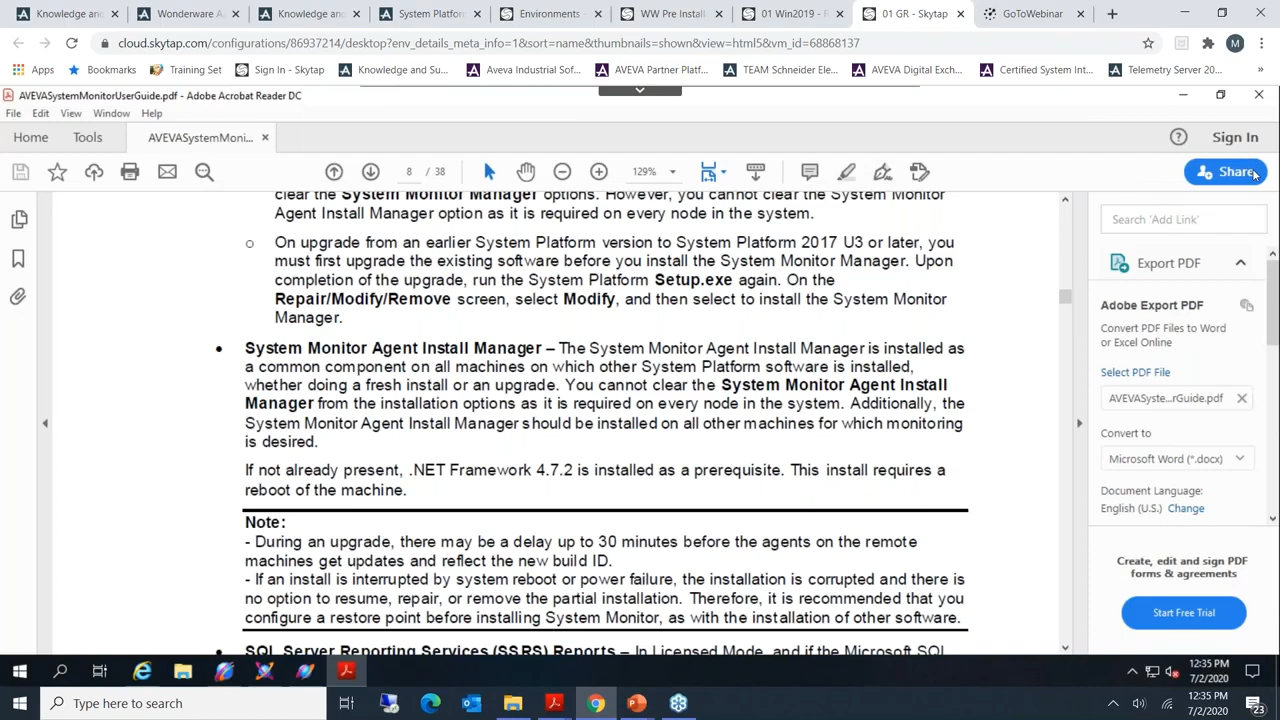 Knowledge and
Wonderware A
Knowledge and
System Platfor
Environments -
WW Pre Instal
01 Win2019 - R
01 GR - Skytap
GoToWebinar
cloud.skytap.com/configurations/86937214/desktop?env_details_meta_info=1&sort=name&thumbnails=shown&view=html5&vm_id=68868137
M
Apps
Bookmarks
Training Set
Sign In - Skytap
Knowledge and Su...
Aveva Industrial Sof...
AVEVA Partner Platf...
TEAM Schneider Ele...
AVEVA Digital Exch...
Certified System Int...
Telemetry Server 20...
»
AVEVASystemMonitorUserGuide.pdf - Adobe Acrobat Reader DC
File Edit View Window Help
Home Tools AVEVASystemMoni... Sign In
8 / 38 129% Share
clear the System Monitor Manager options. However, you cannot clear the System Monitor
Agent Install Manager option as it is required on every node in the system.
o On upgrade from an earlier System Platform version to System Platform 2017 U3 or later, you
must first upgrade the existing software before you install the System Monitor Manager. Upon
completion of the upgrade, run the System Platform Setup.exe again. On the
Repair/Modify/Remove screen, select Modify, and then select to install the System Monitor
Manager.
• System Monitor Agent Install Manager – The System Monitor Agent Install Manager is installed as
a common component on all machines on which other System Platform software is installed,
whether doing a fresh install or an upgrade. You cannot clear the System Monitor Agent Install
Manager from the installation options as it is required on every node in the system. Additionally, the
System Monitor Agent Install Manager should be installed on all other machines for which monitoring
is desired.
If not already present, .NET Framework 4.7.2 is installed as a prerequisite. This install requires a
reboot of the machine.
Note:
- During an upgrade, there may be a delay up to 30 minutes before the agents on the remote
machines get updates and reflect the new build ID.
- If an install is interrupted by system reboot or power failure, the installation is corrupted and there is
no option to resume, repair, or remove the partial installation. Therefore, it is recommended that you
configure a restore point before installing System Monitor, as with the installation of other software.
• SQL Server Reporting Services (SSRS) Reports – In Licensed Mode, and if the Microsoft SQL
Search 'Add Link'
Export PDF
Adobe Export PDF
Convert PDF Files to Word
or Excel Online
Select PDF File
AVEVASyste...rGuide.pdf
Convert to
Microsoft Word (*.docx)
Document Language:
English (U.S.) Change
Create, edit and sign PDF
forms & agreements
Start Free Trial
12:35 PM
7/2/2020
Type here to search
12:35 PM
7/2/2020
23